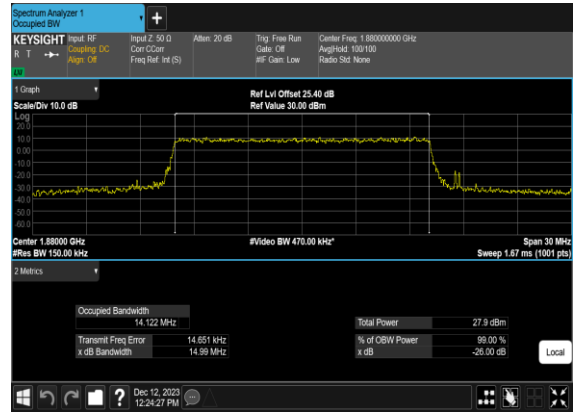 Spectrum Analyzer 1
Occupied BW
KEYSIGHT
R T
LXI
Input: RF
Coupling: DC
Align: Off
Input Z: 50 Ω
Corr CCorr
Freq Ref: Int (S)
Atten: 20 dB
Trig: Free Run
Gate: Off
#IF Gain: Low
Center Freq: 1.880000000 GHz
Avg|Hold: 100/100
Radio Std: None
1 Graph
Scale/Div 10.0 dB
Ref Lvl Offset 25.40 dB
Ref Value 30.00 dBm
Log
20.0
10.0
0.00
-10.0
-20.0
-30.0
-40.0
-50.0
-60.0
Center 1.88000 GHz
#Res BW 150.00 kHz
#Video BW 470.00 kHz*
Span 30 MHz
Sweep 1.67 ms (1001 pts)
2 Metrics
Occupied Bandwidth
14.122 MHz
Total Power 27.9 dBm
Transmit Freq Error 14.651 kHz
x dB Bandwidth 14.99 MHz
% of OBW Power 99.00 %
x dB -26.00 dB
Local
?
Dec 12, 2023
12:24:27 PM